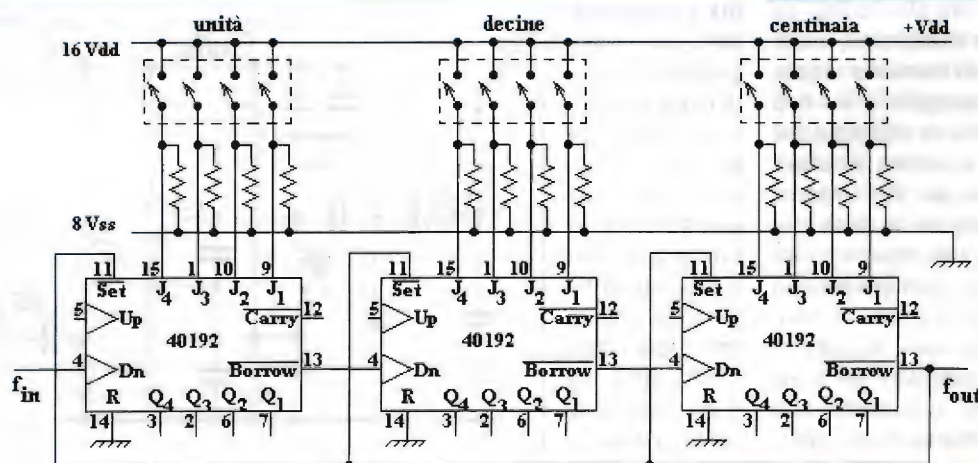 unità decine centinaia
16 Vdd +Vdd
8 Vss
11 15 1 10 9 11 15 1 10 9 11 15 1 10 9
Set J4 J3 J2 J1 Set J4 J3 J2 J1 Set J4 J3 J2 J1
5 Up Carry 12 5 Up Carry 12 5 Up Carry 12
40192 40192 40192
fin 4 Dn Borrow 13 4 Dn Borrow 13 4 Dn Borrow 13 fout
R Q4 Q3 Q2 Q1 R Q4 Q3 Q2 Q1 R Q4 Q3 Q2 Q1
14 3 2 6 7 14 3 2 6 7 14 3 2 6 7